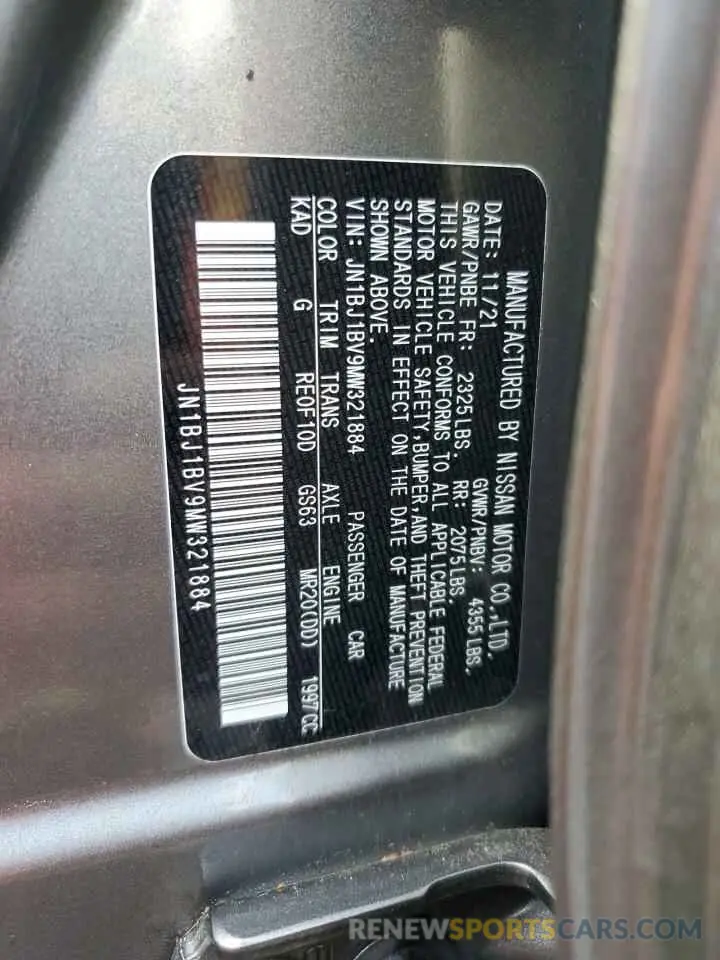 MANUFACTURED BY NISSAN MOTOR CO.,LTD.
DATE: 11/21 GVWR/PNBV: 4355LBS.
GAWR/PNBE FR: 2325LBS. RR: 2075LBS.
THIS VEHICLE CONFORMS TO ALL APPLICABLE FEDERAL
MOTOR VEHICLE SAFETY,BUMPER,AND THEFT PREVENTION
STANDARDS IN EFFECT ON THE DATE OF MANUFACTURE
SHOWN ABOVE.
VIN: JN1BJ1BV9MW321884 PASSENGER CAR
COLOR TRIM TRANS AXLE ENGINE
KAD G RE0F10D GS63 MR20(DD) 1997CC
JN1BJ1BV9MW321884
RENEWSPORTSCARS.COM